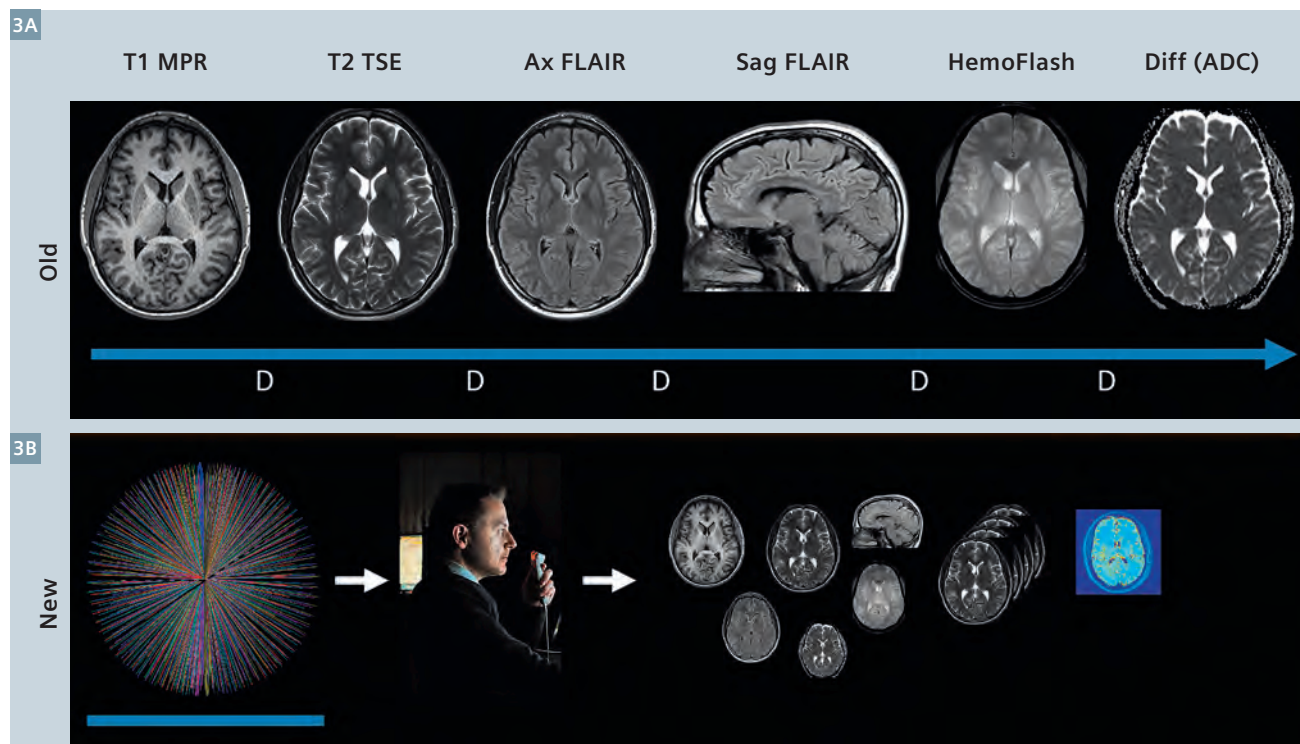 3A
T1 MPR T2 TSE Ax FLAIR Sag FLAIR HemoFlash Diff (ADC)
Old
D D D D D
3B
New